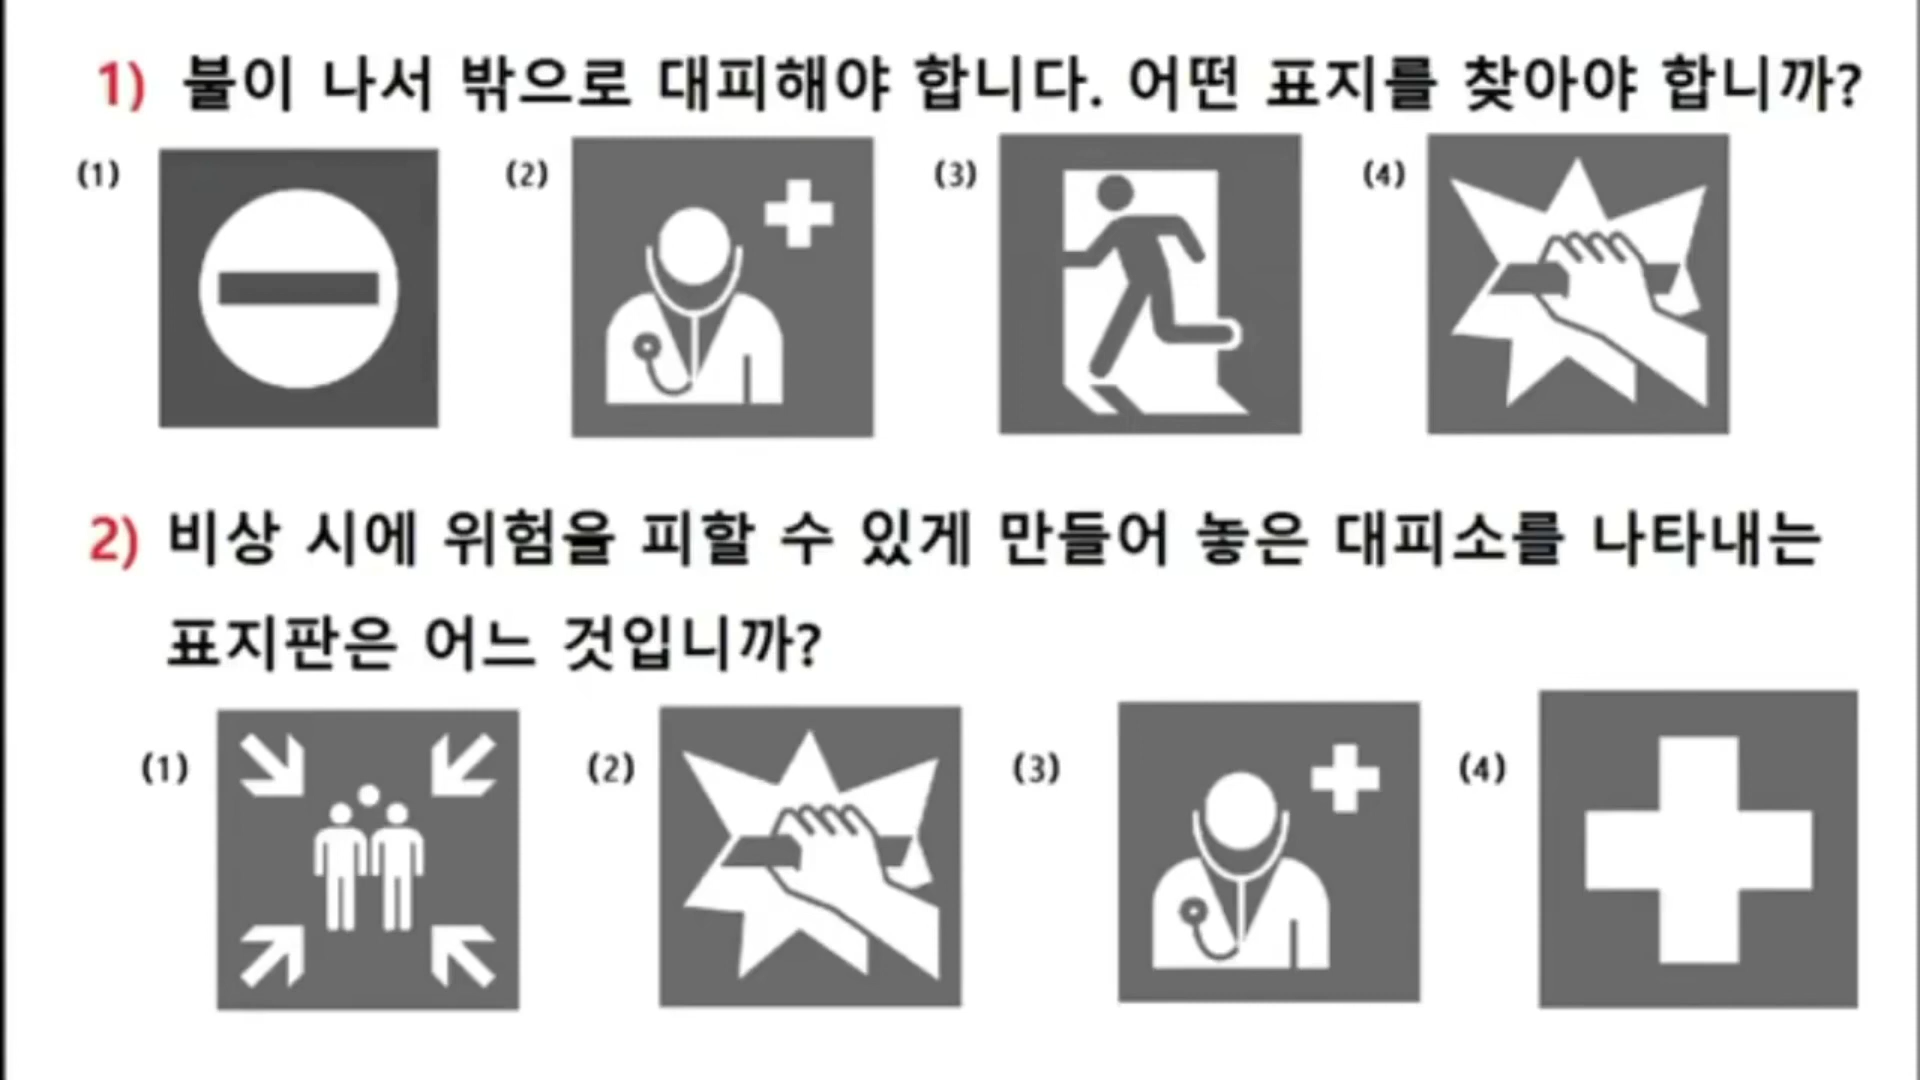 1) 불이 나서 밖으로 대피해야 합니다. 어떤 표지를 찾아야 합니까?
(1) (2) (3) (4)
2) 비상 시에 위험을 피할 수 있게 만들어 놓은 대피소를 나타내는
표지판은 어느 것입니까?
(1) (2) (3) (4)